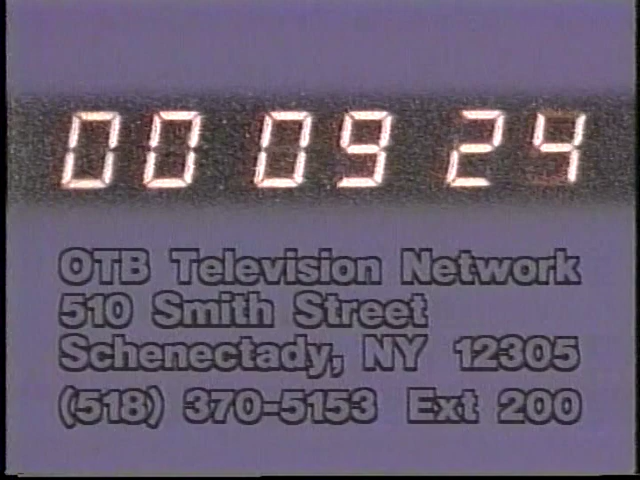 00 09 24
OTB Television Network
510 Smith Street
Schenectady, NY 12305
(518) 370-5153 Ext 200